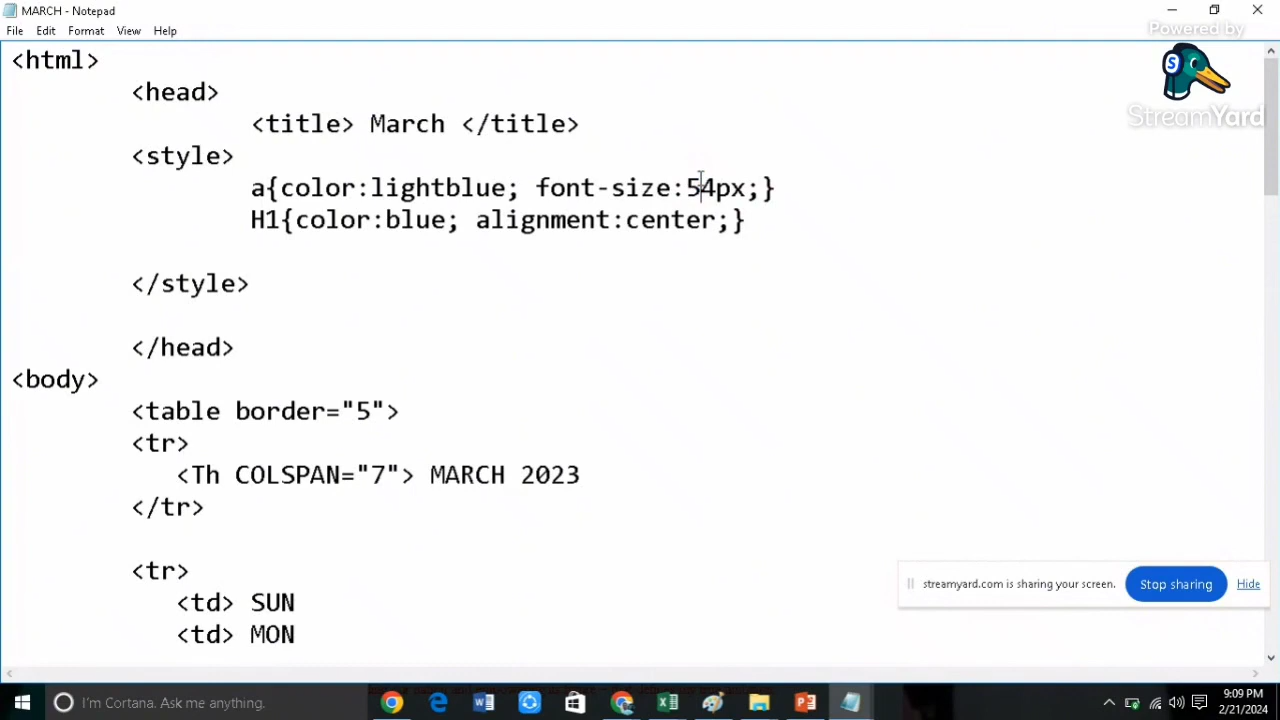 MARCH - Notepad
File Edit Format View Help
Powered by
S
StreamYard
<html>
<head>
<title> March </title>
<style>
a{color:lightblue; font-size:54px;}
H1{color:blue; alignment:center;}
</style>
</head>
<body>
<table border="5">
<tr>
<Th COLSPAN="7"> MARCH 2023
</tr>
<tr>
<td> SUN
<td> MON
streamyard.com is sharing your screen. Stop sharing Hide
I'm Cortana. Ask me anything.
9:09 PM
2/21/2024